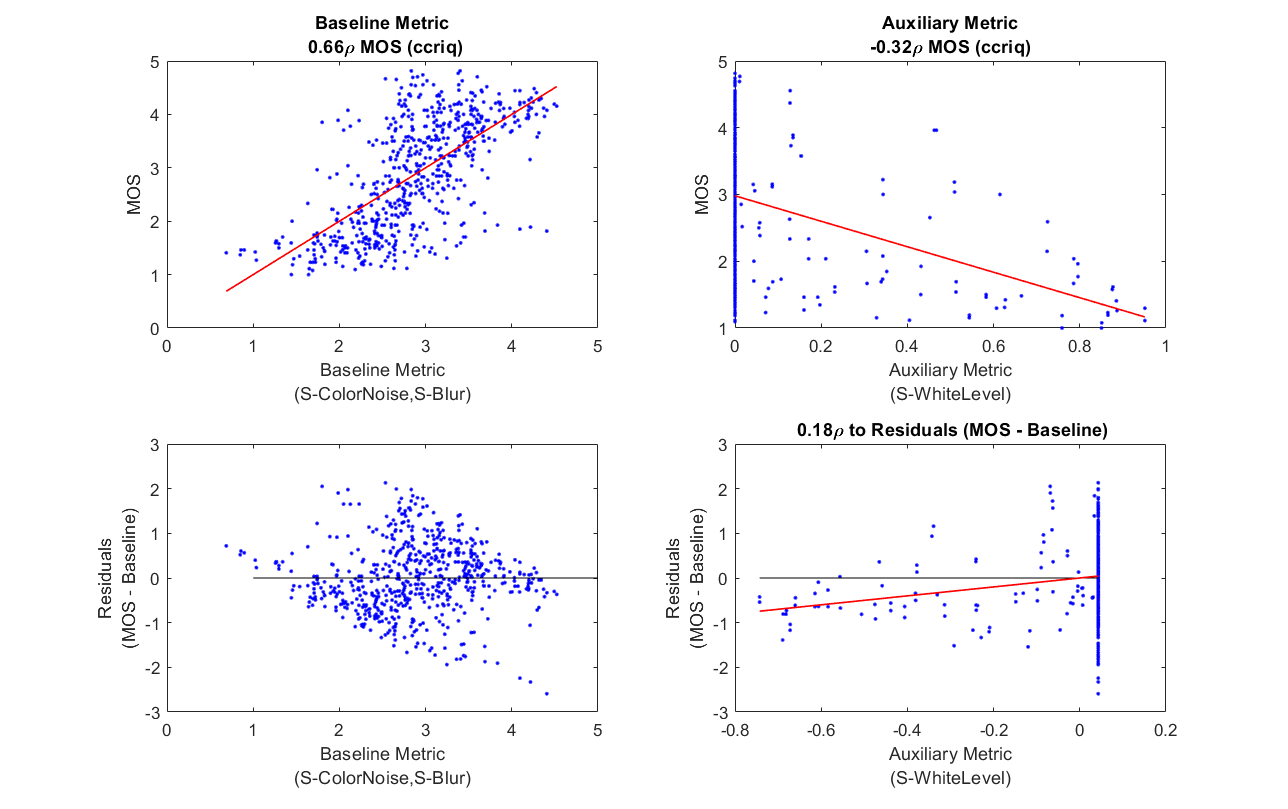 Baseline Metric
0.66ρ MOS (ccriq)
5
4
3
2
1
0
MOS
0 1 2 3 4 5
Baseline Metric
(S-ColorNoise,S-Blur)
Auxiliary Metric
-0.32ρ MOS (ccriq)
5
4
3
2
1
MOS
0 0.2 0.4 0.6 0.8 1
Auxiliary Metric
(S-WhiteLevel)
3
2
1
0
-1
-2
-3
Residuals
(MOS - Baseline)
0 1 2 3 4 5
Baseline Metric
(S-ColorNoise,S-Blur)
0.18ρ to Residuals (MOS - Baseline)
3
2
1
0
-1
-2
-3
Residuals
(MOS - Baseline)
-0.8 -0.6 -0.4 -0.2 0 0.2
Auxiliary Metric
(S-WhiteLevel)